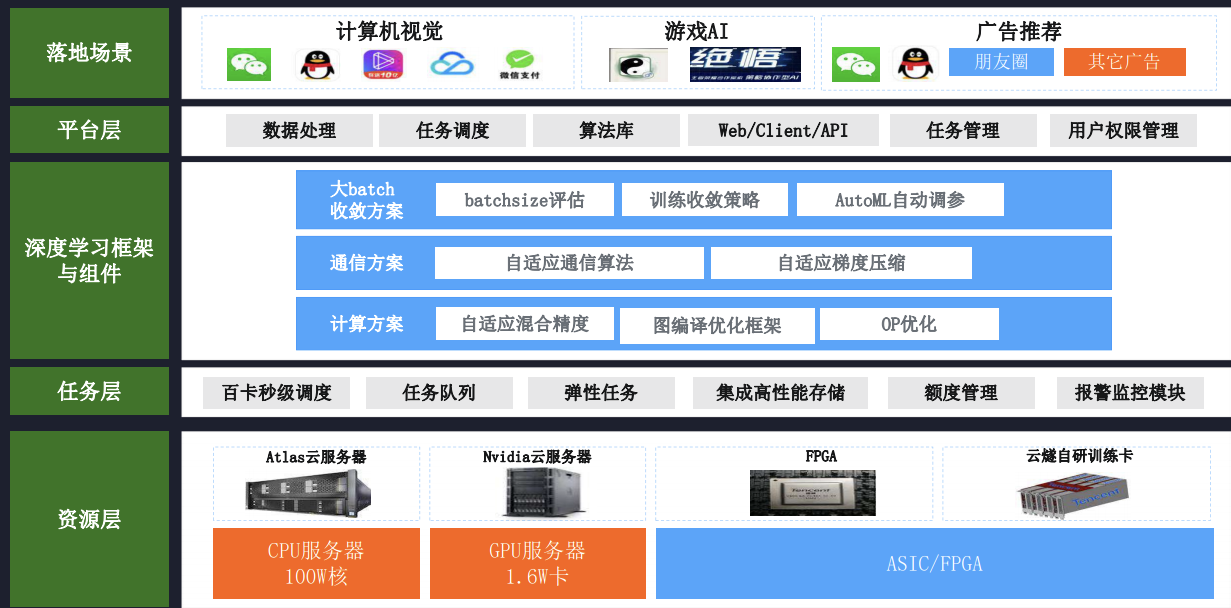 落地场景
计算机视觉
微信支付
游戏AI
绝悟
策略协作型AI
广告推荐
朋友圈
其它广告
平台层
数据处理
任务调度
算法库
Web/Client/API
任务管理
用户权限管理
深度学习框架
与组件
大batch
收敛方案
batchsize评估
训练收敛策略
AutoML自动调参
通信方案
自适应通信算法
自适应梯度压缩
计算方案
自适应混合精度
图编译优化框架
OP优化
任务层
百卡秒级调度
任务队列
弹性任务
集成高性能存储
额度管理
报警监控模块
资源层
Atlas云服务器
Nvidia云服务器
FPGA
Tencent
云燧自研训练卡
Tencent
CPU服务器
100W核
GPU服务器
1.6W卡
ASIC/FPGA